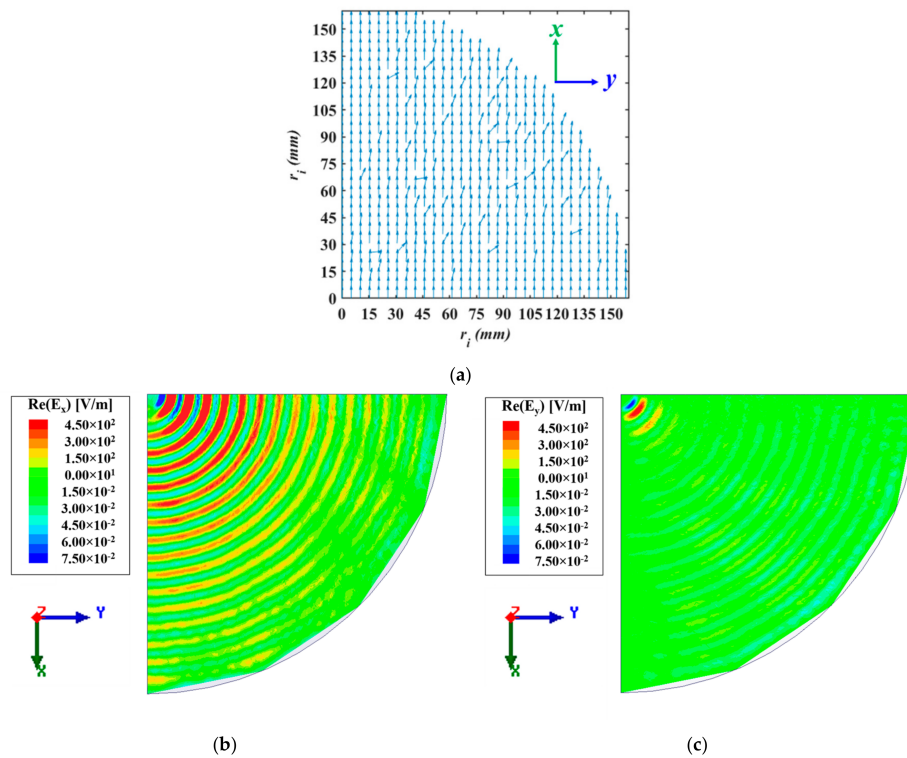 160
135
120
105
90
75
60
45
30
15
0
r_i (mm)
x
y
0 15 30 45 60 75 90 105 120 135 150
r_i (mm)
(a)
Re(E_x) [V/m]
4.50×10^2
3.00×10^2
1.50×10^2
0.00×10^1
1.50×10^-2
3.00×10^-2
4.50×10^-2
6.00×10^-2
7.50×10^-2
Z
Y
X
(b)
Re(E_y) [V/m]
4.50×10^2
3.00×10^2
1.50×10^2
0.00×10^1
1.50×10^-2
3.00×10^-2
4.50×10^-2
6.00×10^-2
7.50×10^-2
Z
Y
X
(c)